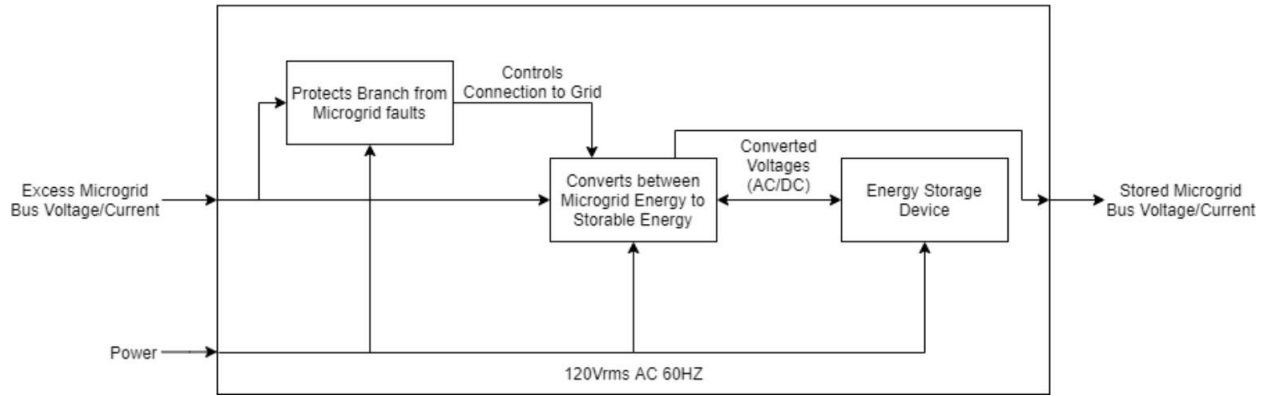 Protects Branch from
Microgrid faults
Controls
Connection to Grid
Excess Microgrid
Bus Voltage/Current
Converts between
Microgrid Energy to
Storable Energy
Converted
Voltages
(AC/DC)
Energy Storage
Device
Stored Microgrid
Bus Voltage/Current
Power
120Vrms AC 60HZ